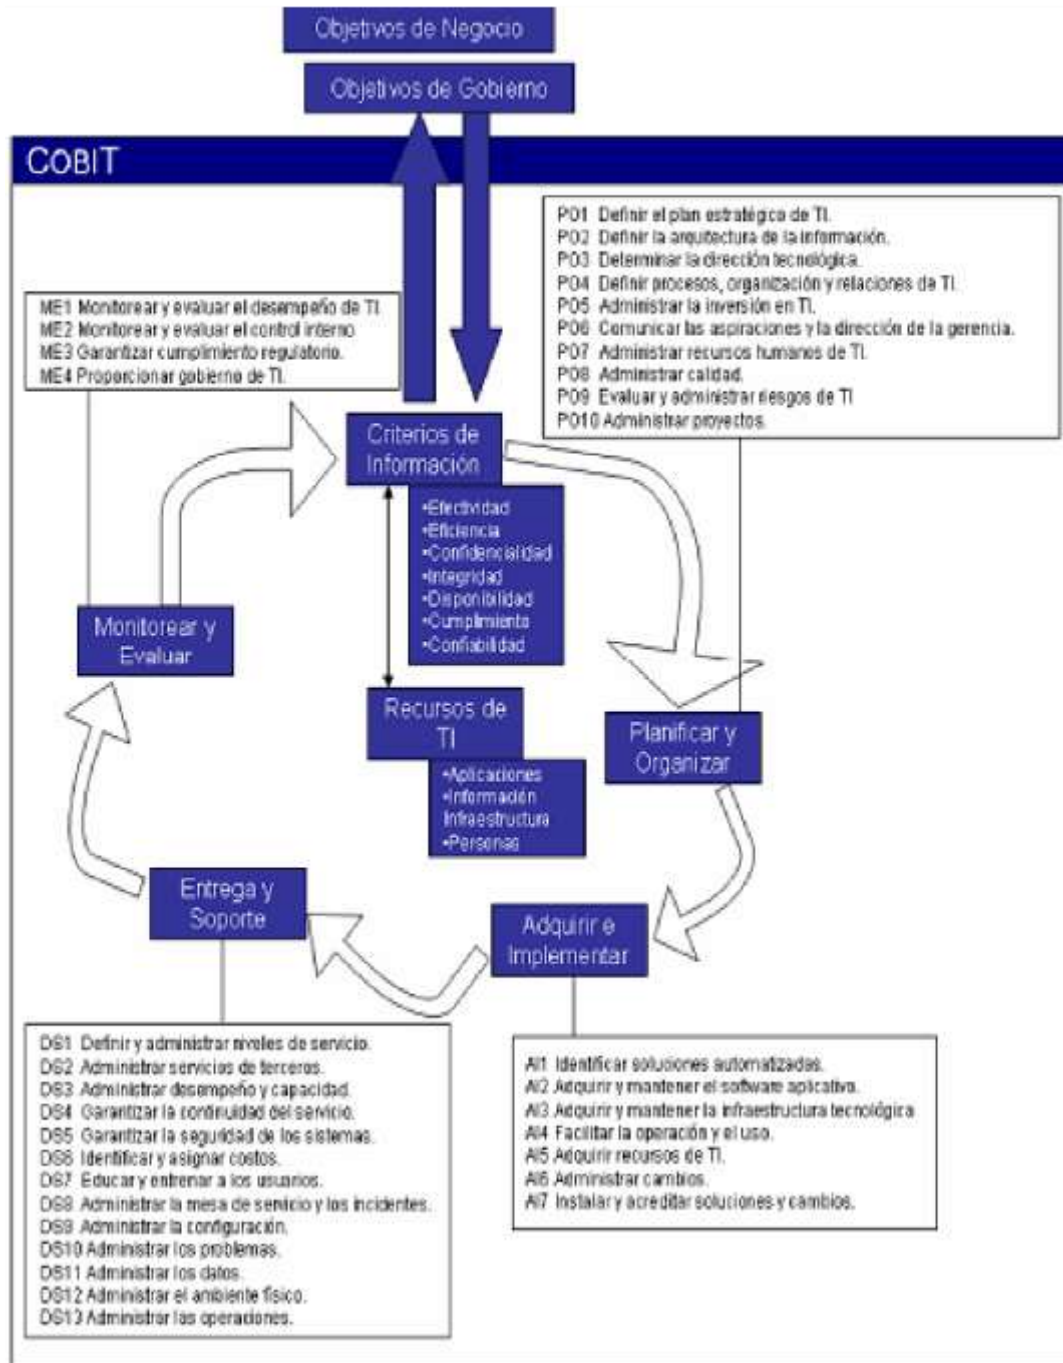 Objetivos de Negocio
Objetivos de Gobierno
COBIT
PO1 Definir el plan estratégico de TI.
PO2 Definir la arquitectura de la información.
PO3 Determinar la dirección tecnológica.
PO4 Definir procesos, organización y relaciones de TI.
PO5 Administrar la inversión en TI.
PO6 Comunicar las aspiraciones y la dirección de la gerencia.
PO7 Administrar recursos humanos de TI.
PO8 Administrar calidad.
PO9 Evaluar y administrar riesgos de TI
PO10 Administrar proyectos.
ME1 Monitorear y evaluar el desempeño de TI
ME2 Monitorear y evaluar el control interno
ME3 Garantizar cumplimiento regulatorio.
ME4 Proporcionar gobierno de TI.
Criterios de
Información
•Efectividad
•Eficiencia
•Confidencialidad
•Integridad
•Disponibilidad
•Cumplimiento
•Confiabilidad
Monitorear y
Evaluar
Recursos de
TI
•Aplicaciones
•Información
Infraestructura
•Personas
Planificar y
Organizar
Entrega y
Soporte
Adquirir e
Implementar
DS1 Definir y administrar niveles de servicio.
DS2 Administrar servicios de terceros.
DS3 Administrar desempeño y capacidad.
DS4 Garantizar la continuidad del servicio.
DS5 Garantizar la seguridad de los sistemas.
DS6 Identificar y asignar costos.
DS7 Educar y entrenar a los usuarios.
DS8 Administrar la mesa de servicio y los incidentes.
DS9 Administrar la configuración.
DS10 Administrar los problemas.
DS11 Administrar los datos.
DS12 Administrar el ambiente físico.
DS13 Administrar las operaciones.
AI1 Identificar soluciones automatizadas.
AI2 Adquirir y mantener el software aplicativo.
AI3 Adquirir y mantener la infraestructura tecnológica
AI4 Facilitar la operación y el uso.
AI5 Adquirir recursos de TI.
AI6 Administrar cambios.
AI7 Instalar y acreditar soluciones y cambios.